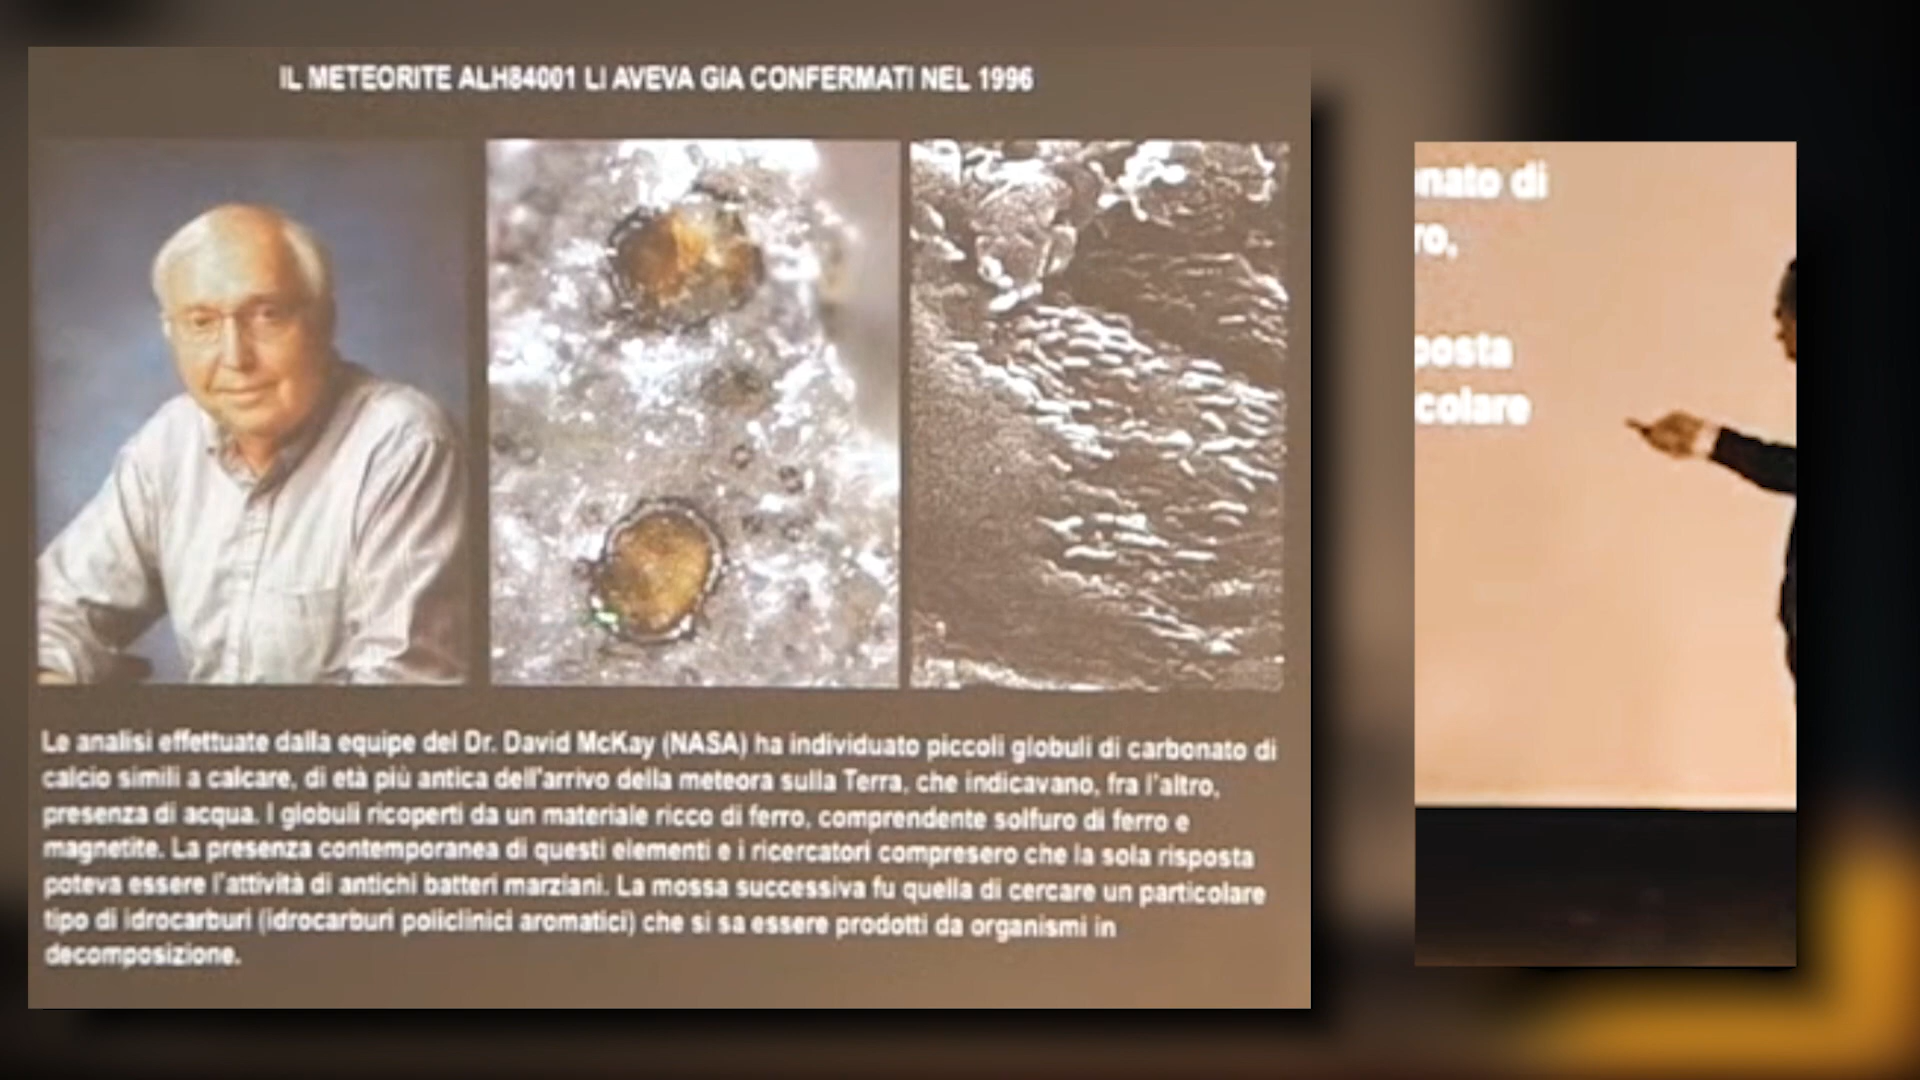 IL METEORITE ALH84001 LI AVEVA GIA CONFERMATI NEL 1996
Le analisi effettuate dalla equipe del Dr. David McKay (NASA) ha individuato piccoli globuli di carbonato di
calcio simili a calcare, di età più antica dell'arrivo della meteora sulla Terra, che indicavano, fra l'altro,
presenza di acqua. I globuli ricoperti da un materiale ricco di ferro, comprendente solfuro di ferro e
magnetite. La presenza contemporanea di questi elementi e i ricercatori compresero che la sola risposta
poteva essere l'attività di antichi batteri marziani. La mossa successiva fu quella di cercare un particolare
tipo di idrocarburi (idrocarburi policlinici aromatici) che si sa essere prodotti da organismi in
decomposizione.
nato di
ro,
posta
colare